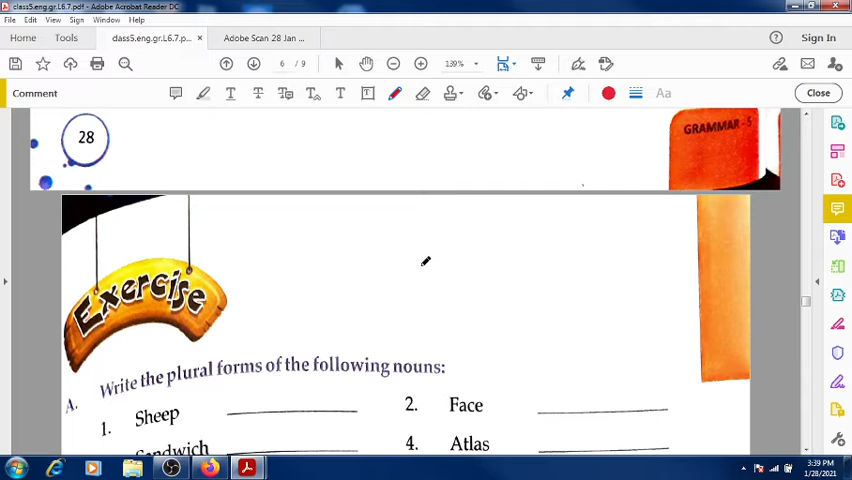 class5.eng.gr.L6.7.pdf - Adobe Acrobat Reader DC
File Edit View Sign Window Help
Home Tools class5.eng.gr.L6.7.p... × Adobe Scan 28 Jan ... Sign In
6 / 9 139%
Comment Aa Close
28
GRAMMAR - 5
Exercise
A. Write the plural forms of the following nouns:
1. Sheep 2. Face
Sandwich 4. Atlas
3:39 PM
1/28/2021